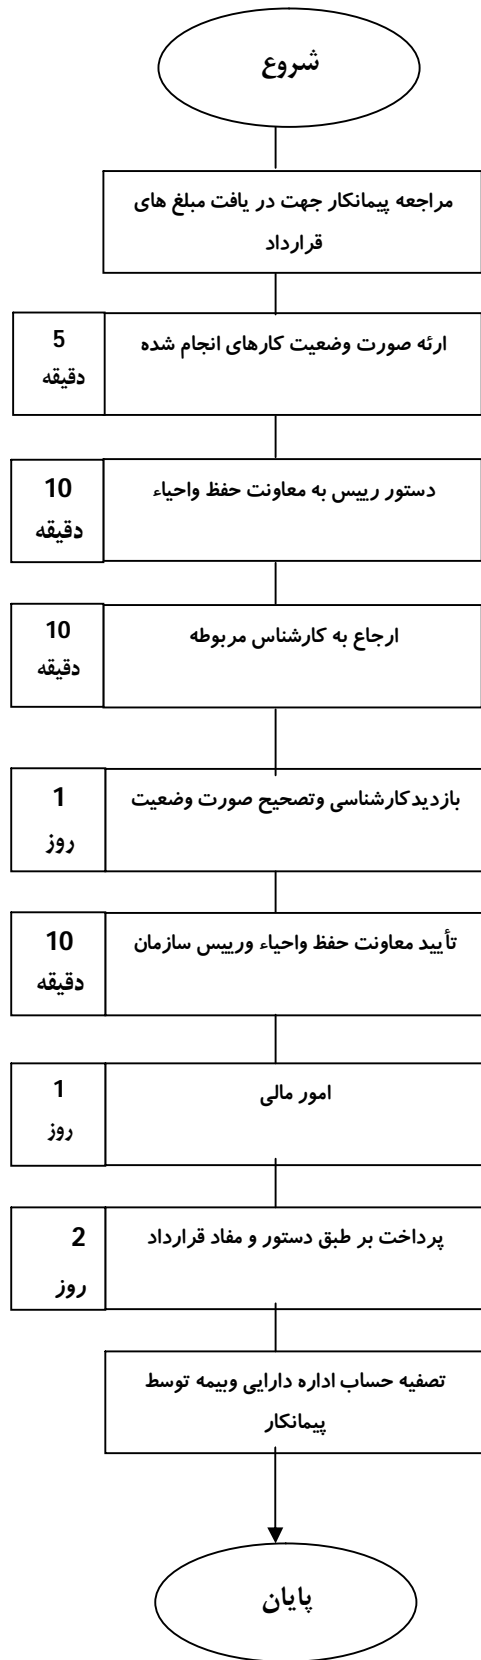 شروع
مراجعه پیمانکار جهت در یافت مبلغ های
قرارداد
ارئه صورت وضعیت کارهای انجام شده
5
دقیقه
دستور رییس به معاونت حفظ واحیاء
10
دقیقه
ارجاع به کارشناس مربوطه
10
دقیقه
بازدیدکارشناسی وتصحیح صورت وضعیت
1
روز
تأیید معاونت حفظ واحیاء ورییس سازمان
10
دقیقه
امور مالی
1
روز
پرداخت بر طبق دستور و مفاد قرارداد
2
روز
تصفیه حساب اداره دارایی وبیمه توسط
پیمانکار
پایان